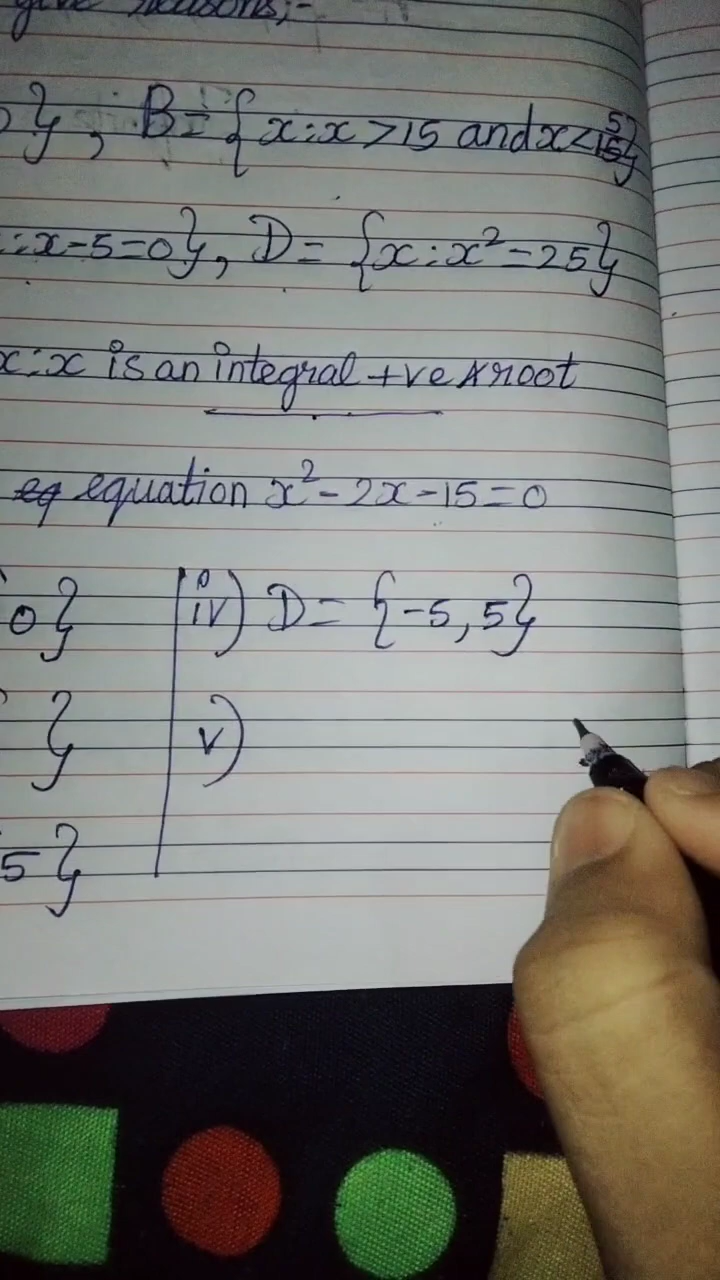 give reasons,-
}, B = {x : x > 15 and x < 5}
: x - 5 = 0}, D = {x : x² - 25}
x : x is an integral +ve root
equation x² - 2x - 15 = 0
0} iv) D = {-5, 5}
} v)
5}